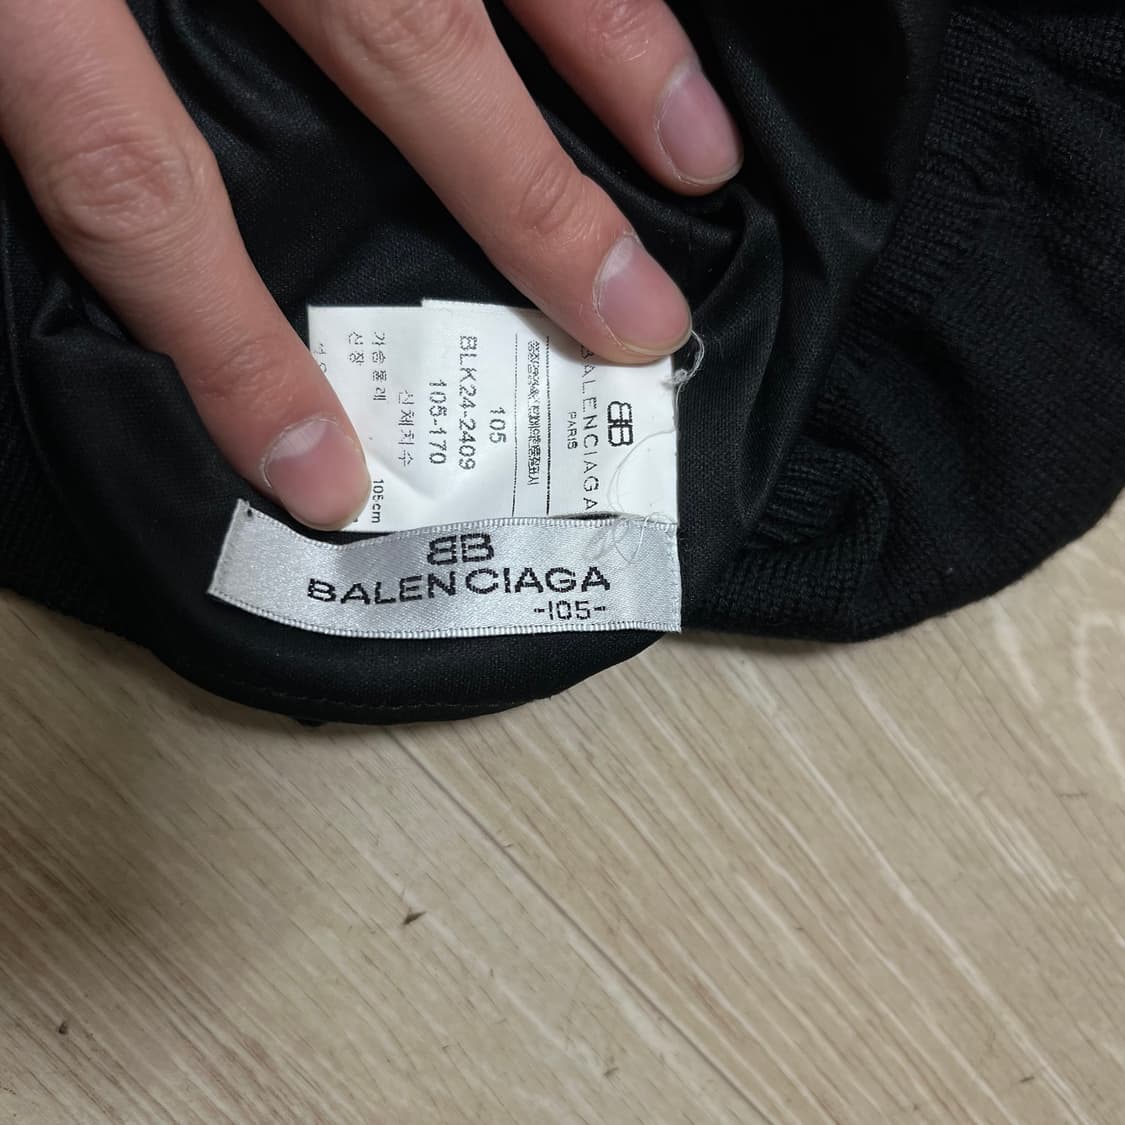 BB
BALENCIAGA
-105-
BB
BALENCIAGA
PARIS
105
BLK24-2409
105-170
신체치수
가슴둘레
105cm
신장